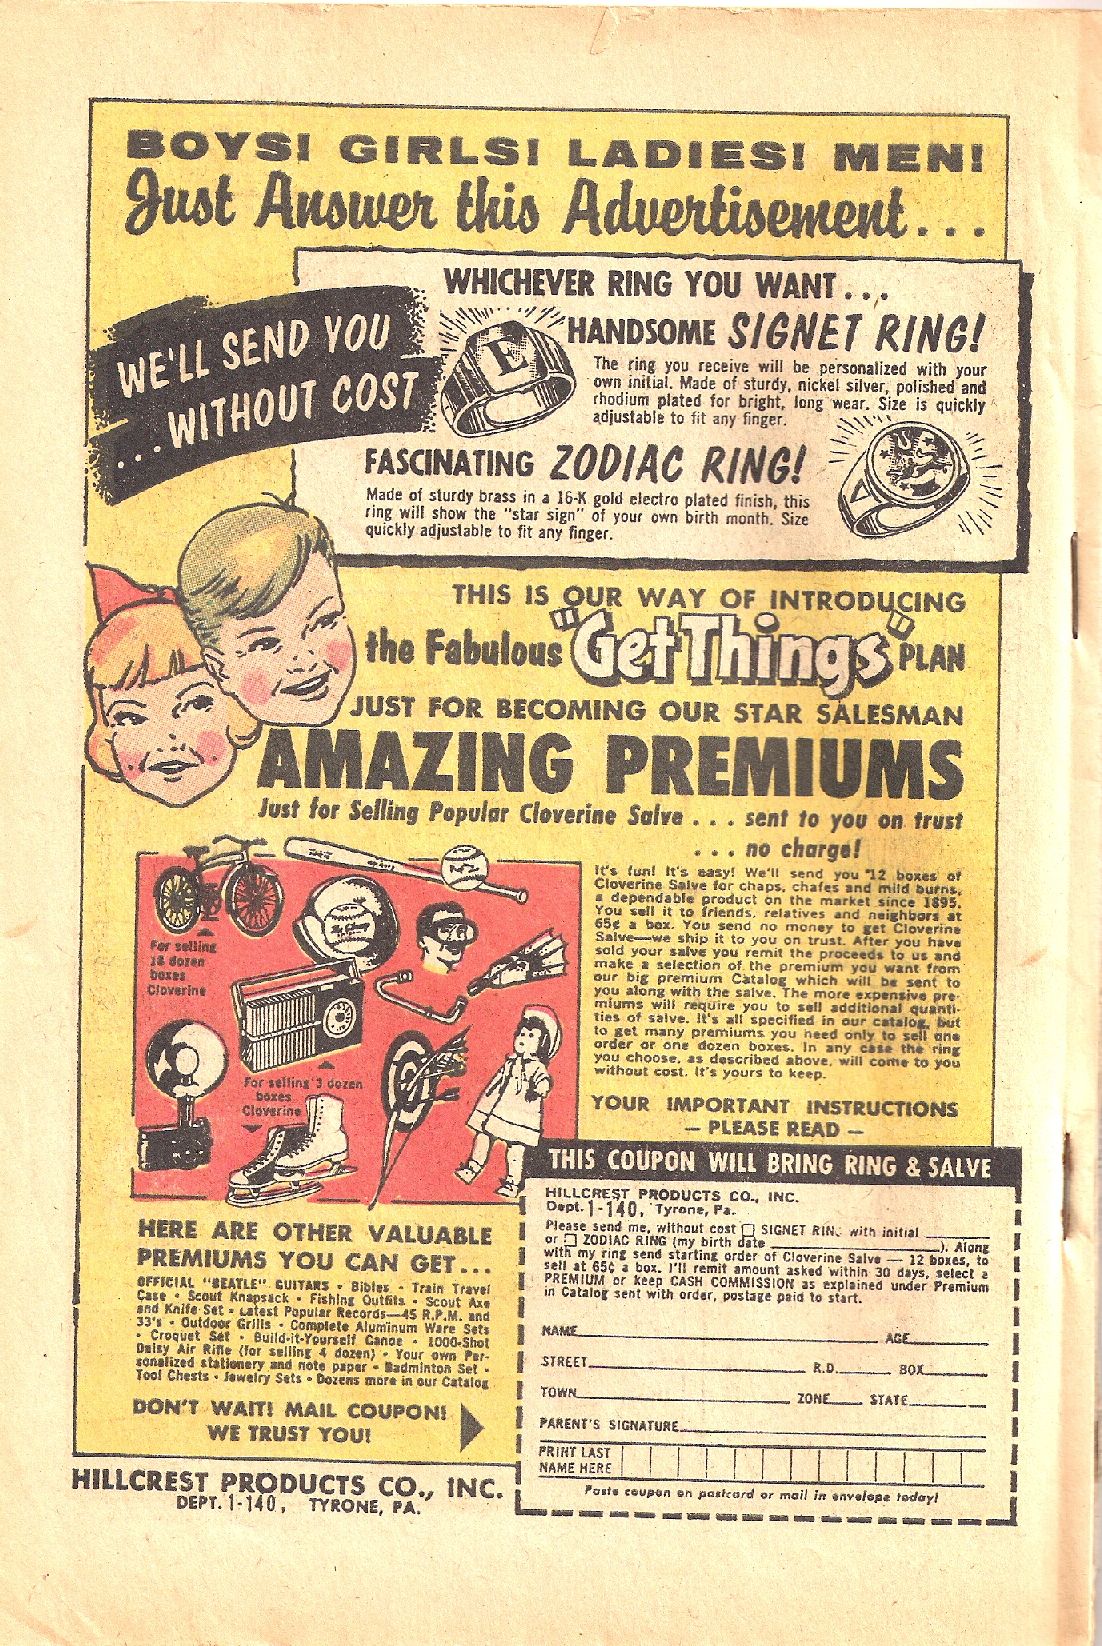 BOYS! GIRLS! LADIES! MEN!
Just Answer this Advertisement...
WE'LL SEND YOU
...WITHOUT COST
WHICHEVER RING YOU WANT...
HANDSOME SIGNET RING!
The ring you receive will be personalized with your
own initial. Made of sturdy, nickel silver, polished and
rhodium plated for bright, long wear. Size is quickly
adjustable to fit any finger.
E
FASCINATING ZODIAC RING!
Made of sturdy brass in a 16-K gold electro plated finish, this
ring will show the "star sign" of your own birth month. Size
quickly adjustable to fit any finger.
THIS IS OUR WAY OF INTRODUCING
the Fabulous "Get Things" PLAN
JUST FOR BECOMING OUR STAR SALESMAN
AMAZING PREMIUMS
Just for Selling Popular Cloverine Salve... sent to you on trust
... no charge!
It's fun! It's easy! We'll send you 12 boxes of
Cloverine Salve for chaps, chafes and mild burns,
a dependable product on the market since 1895.
You sell it to friends, relatives and neighbors at
65¢ a box. You send no money to get Cloverine
Salve—we ship it to you on trust. After you have
sold your salve you remit the proceeds to us and
make a selection of the premium you want from
our big premium Catalog which will be sent to
you along with the salve. The more expensive pre-
miums will require you to sell additional quanti-
ties of salve. It's all specified in our catalog, but
to get many premiums you need only to sell one
order or one dozen boxes. In any case the ring
you choose, as described above, will come to you
without cost. It's yours to keep.
YOUR IMPORTANT INSTRUCTIONS
— PLEASE READ —
For selling
18 dozen
boxes
Cloverine
For selling 3 dozen
boxes
Cloverine
HERE ARE OTHER VALUABLE
PREMIUMS YOU CAN GET...
OFFICIAL "BEATLE" GUITARS • Bibles • Train Travel
Case • Scout Knapsack • Fishing Outfits • Scout Axe
and Knife Set • Latest Popular Records—45 R.P.M. and
33's • Outdoor Grills • Complete Aluminum Ware Sets
• Croquet Set • Build-it-Yourself Canoe • 1000-Shot
Daisy Air Rifle (for selling 4 dozen) • Your own Per-
sonalized stationery and note paper • Badminton Set •
Tool Chests • Jewelry Sets • Dozens more in our Catalog
DON'T WAIT! MAIL COUPON!
WE TRUST YOU!
HILLCREST PRODUCTS CO., INC.
DEPT. 1-140, TYRONE, PA.
THIS COUPON WILL BRING RING & SALVE
HILLCREST PRODUCTS CO., INC.
Dept. 1-140, Tyrone, Pa.
Please send me, without cost □ SIGNET RING with initial ______
or □ ZODIAC RING (my birth date ______). Along
with my ring send starting order of Cloverine Salve — 12 boxes, to
sell at 65¢ a box. I'll remit amount asked within 30 days, select a
PREMIUM or keep CASH COMMISSION as explained under Premium
in Catalog sent with order, postage paid to start.
NAME______ AGE______
STREET______ R.D.______ BOX______
TOWN______ ZONE____ STATE______
PARENT'S SIGNATURE______
PRINT LAST
NAME HERE
Paste coupon on postcard or mail in envelope today!